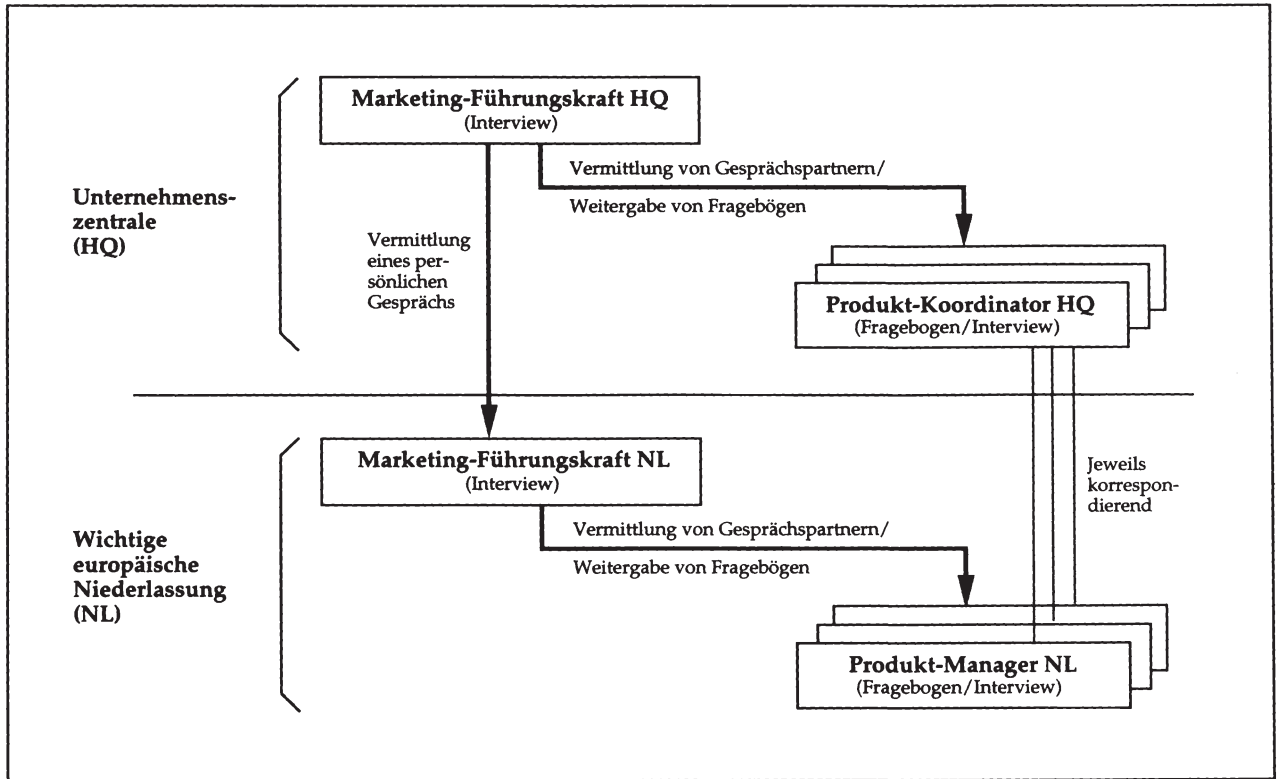 Marketing-Führungskraft HQ
(Interview)
Vermittlung von Gesprächspartnern/
Weitergabe von Fragebögen
Unternehmens-
zentrale
(HQ)
Vermittlung
eines per-
sönlichen
Gesprächs
Produkt-Koordinator HQ
(Fragebogen/Interview)
Marketing-Führungskraft NL
(Interview)
Jeweils
korrespon-
dierend
Vermittlung von Gesprächspartnern/
Weitergabe von Fragebögen
Wichtige
europäische
Niederlassung
(NL)
Produkt-Manager NL
(Fragebogen/Interview)